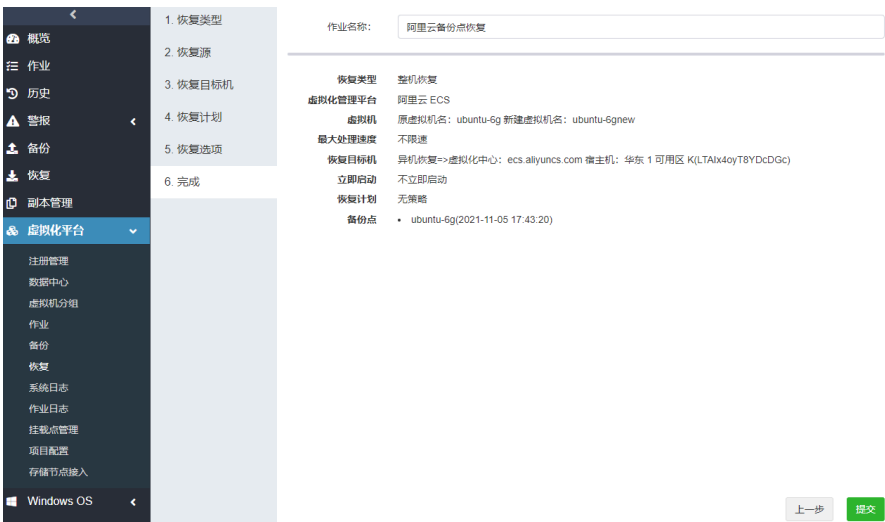 概览
作业
历史
警报
备份
恢复
副本管理
虚拟化平台
注册管理
数据中心
虚拟机分组
作业
备份
恢复
系统日志
作业日志
挂载点管理
项目配置
存储节点接入
Windows OS
1. 恢复类型
2. 恢复源
3. 恢复目标机
4. 恢复计划
5. 恢复选项
6. 完成
作业名称: 阿里云备份点恢复
恢复类型 整机恢复
虚拟化管理平台 阿里云 ECS
虚拟机 原虚拟机名：ubuntu-6g 新建虚拟机名：ubuntu-6gnew
最大处理速度 不限速
恢复目标机 异机恢复=>虚拟化中心：ecs.aliyuncs.com 宿主机：华东 1 可用区 K(LTAIx4oyT8YDcDGc)
立即启动 不立即启动
恢复计划 无策略
备份点 • ubuntu-6g(2021-11-05 17:43:20)
上一步 提交